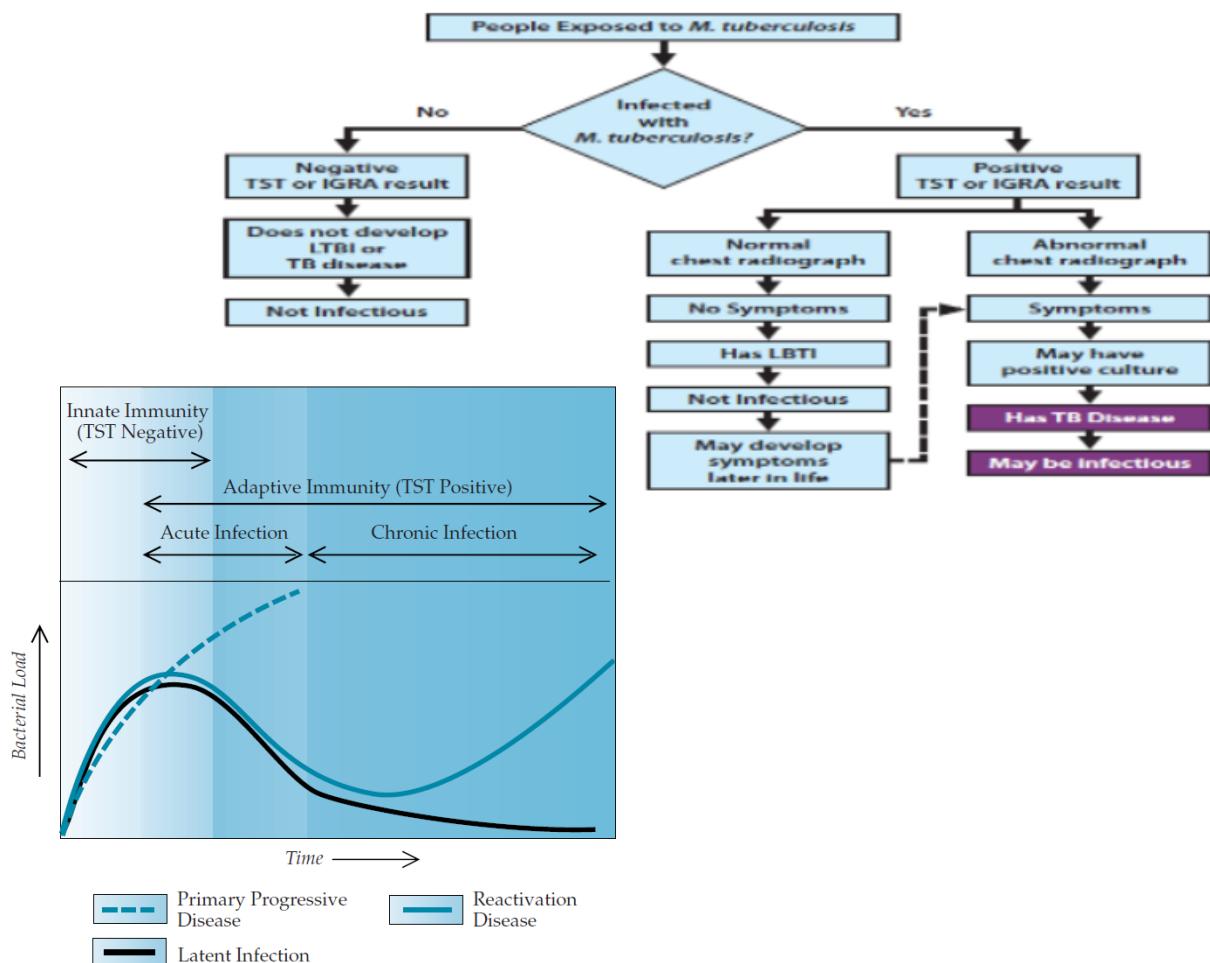 People Exposed to M. tuberculosis
Infected
with
M. tuberculosis?
No
Yes
Negative
TST or IGRA result
Does not develop
LTBI or
TB disease
Not Infectious
Positive
TST or IGRA result
Normal
chest radiograph
No Symptoms
Has LBTI
Not Infectious
May develop
symptoms
later in life
Abnormal
chest radiograph
Symptoms
May have
positive culture
Has TB Disease
May be infectious
Innate Immunity
(TST Negative)
Adaptive Immunity (TST Positive)
Acute Infection
Chronic Infection
Bacterial Load
Time
Primary Progressive
Disease
Reactivation
Disease
Latent Infection